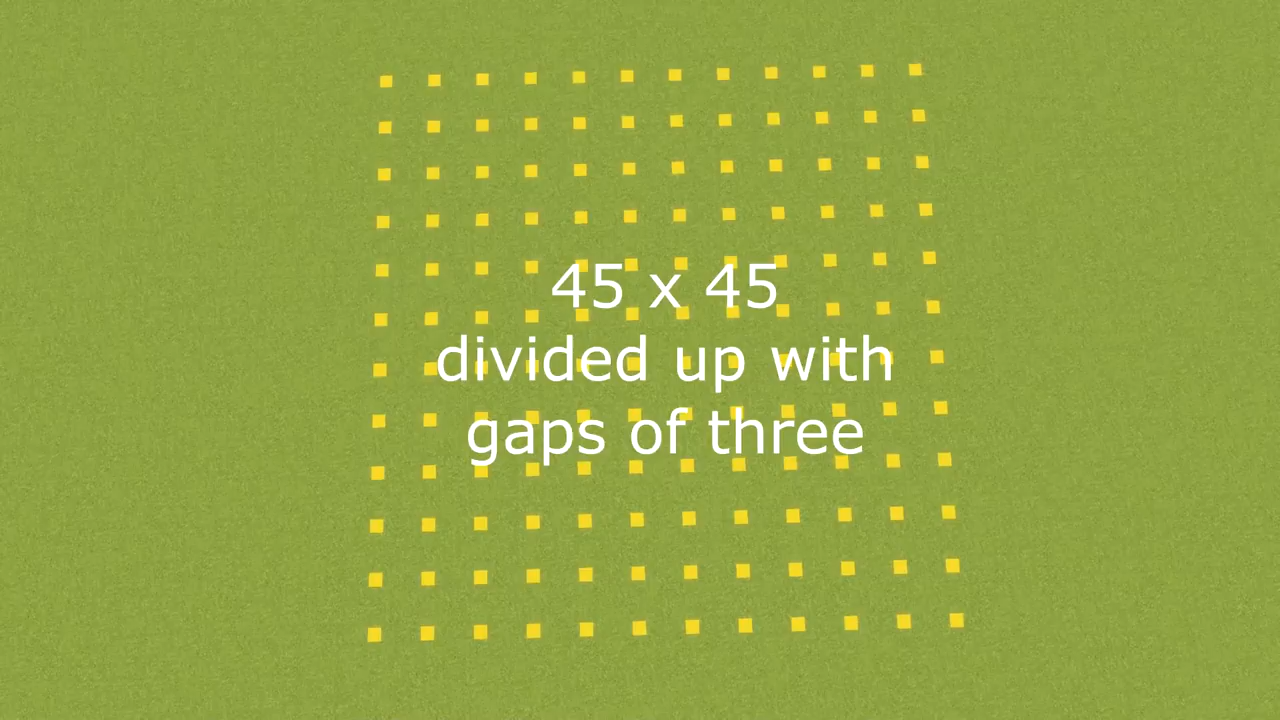 45 x 45
divided up with
gaps of three